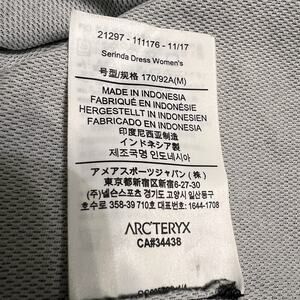 21297 - 111176 - 11/17
Serinda Dress Women's
号型/规格 170/92A(M)
MADE IN INDONESIA
FABRIQUÉ EN INDONÉSIE
HERGESTELLT IN INDONESIEN
FABRICADO EN INDONESIA
印度尼西亚制造
インドネシア製
제조국명 인도네시아
アメアスポーツジャパン(株)
東京都新宿区新宿6-27-30
(주)넬슨스포츠 경기도 고양시 일산동구
호수로 358-39 710호 대표번호: 1644-1708
ARC'TERYX
CA#34438